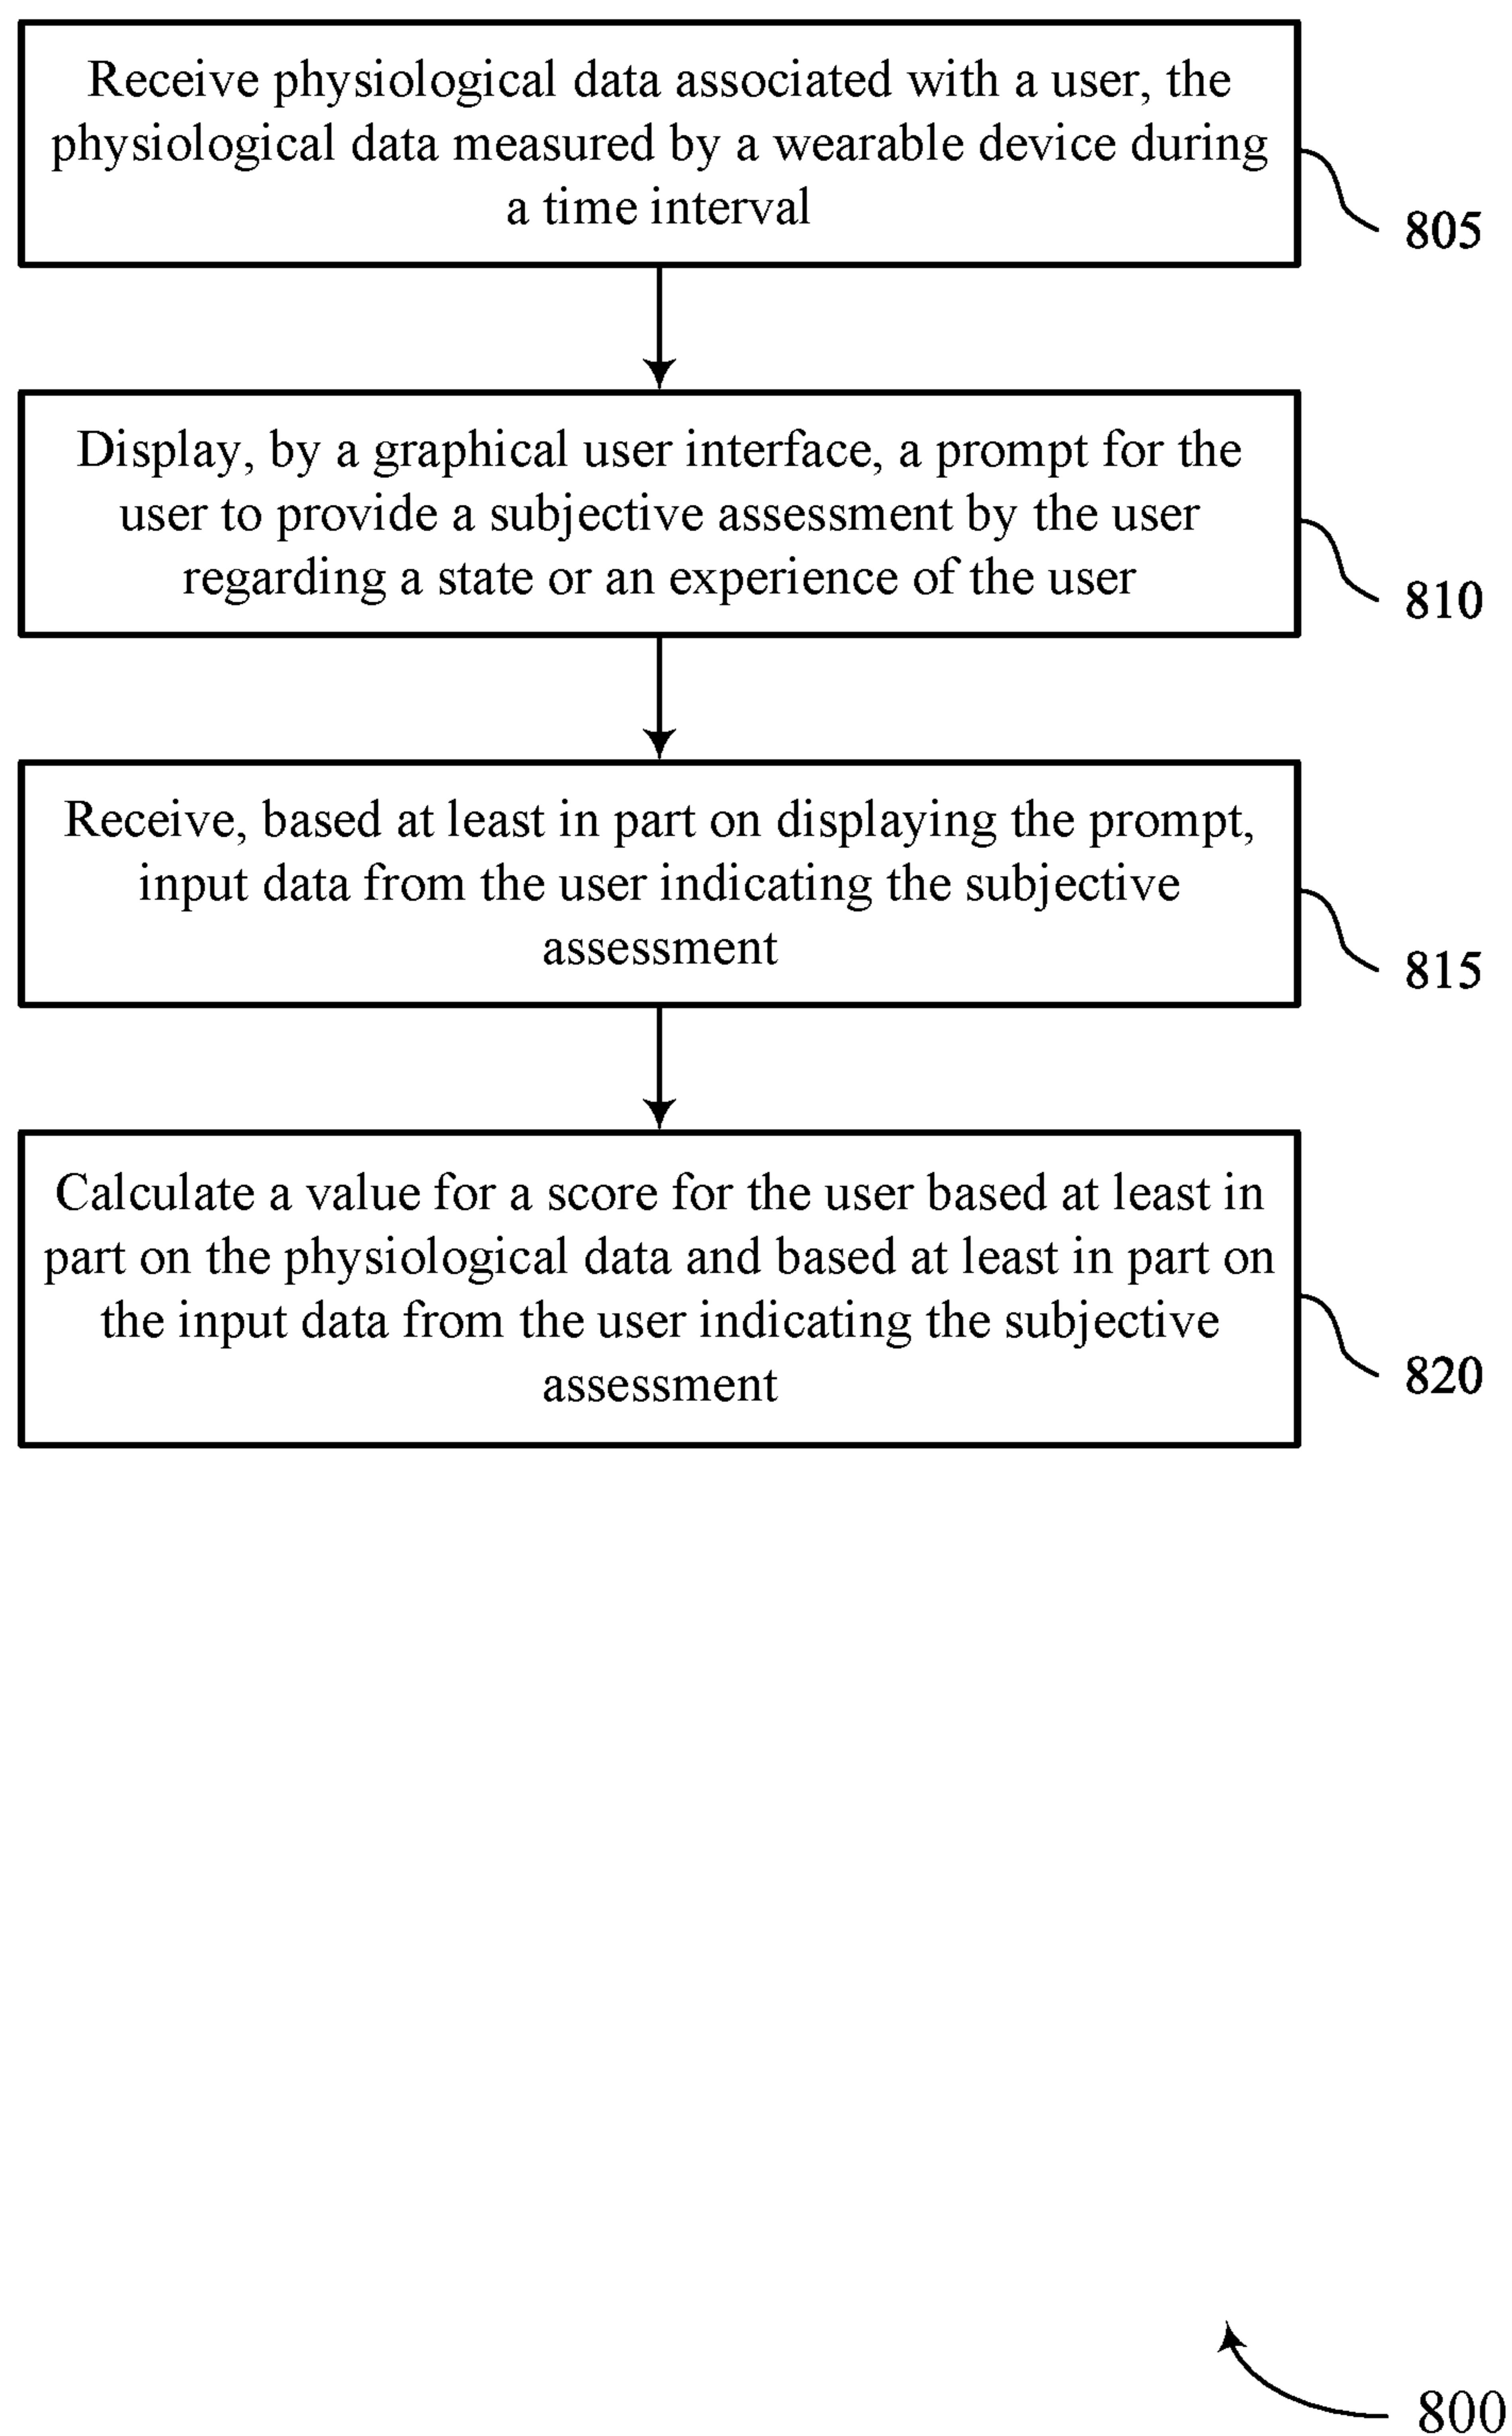 Receive physiological data associated with a user, the
physiological data measured by a wearable device during
a time interval
805
Display, by a graphical user interface, a prompt for the
user to provide a subjective assessment by the user
regarding a state or an experience of the user
810
Receive, based at least in part on displaying the prompt,
input data from the user indicating the subjective
assessment
815
Calculate a value for a score for the user based at least in
part on the physiological data and based at least in part on
the input data from the user indicating the subjective
assessment
820
800